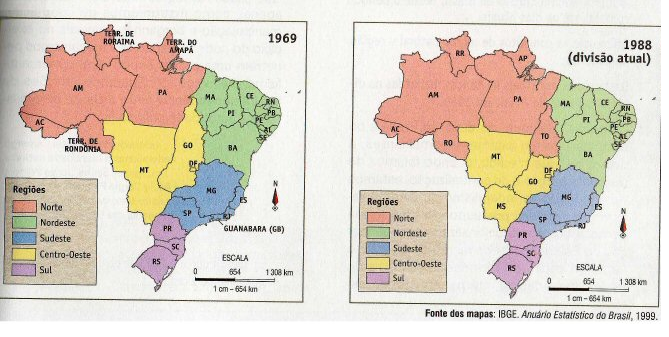 1969
TERR. DE
RORAIMA
TERR. DO
AMAPÁ
AM
PA
AC
TERR. DE
RONDÔNIA
MA
CE
RN
PB
PE
AL
SE
PI
BA
MT
GO
DF
MG
ES
SP
RJ
GUANABARA (GB)
PR
SC
RS
Regiões
Norte
Nordeste
Sudeste
Centro-Oeste
Sul
N
ESCALA
0 654 1 308 km
1 cm – 654 km
1988
(divisão atual)
RR
AP
AM
PA
AC
RO
TO
MA
CE
RN
PB
PE
AL
SE
PI
BA
MT
DF
GO
MS
MG
ES
SP
RJ
PR
SC
RS
Regiões
Norte
Nordeste
Sudeste
Centro-Oeste
Sul
N
ESCALA
0 654 1 308 km
1 cm – 654 km
Fonte dos mapas: IBGE. Anuário Estatístico do Brasil, 1999.